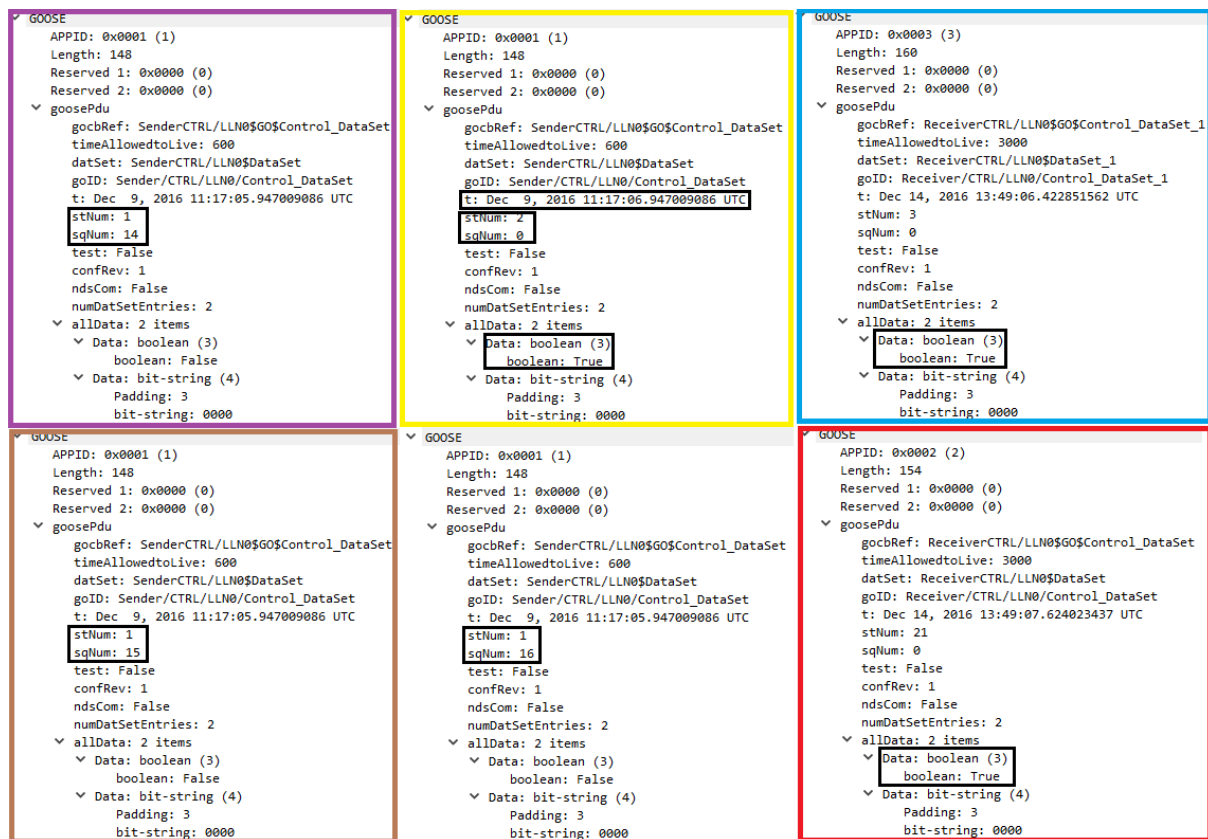 GOOSE
APPID: 0x0001 (1)
Length: 148
Reserved 1: 0x0000 (0)
Reserved 2: 0x0000 (0)
goosePdu
gocbRef: SenderCTRL/LLN0$GO$Control_DataSet
timeAllowedtoLive: 600
datSet: SenderCTRL/LLN0$DataSet
goID: Sender/CTRL/LLN0/Control_DataSet
t: Dec  9, 2016 11:17:05.947009086 UTC
stNum: 1
sqNum: 14
test: False
confRev: 1
ndsCom: False
numDatSetEntries: 2
allData: 2 items
Data: boolean (3)
boolean: False
Data: bit-string (4)
Padding: 3
bit-string: 0000
GOOSE
APPID: 0x0001 (1)
Length: 148
Reserved 1: 0x0000 (0)
Reserved 2: 0x0000 (0)
goosePdu
gocbRef: SenderCTRL/LLN0$GO$Control_DataSet
timeAllowedtoLive: 600
datSet: SenderCTRL/LLN0$DataSet
goID: Sender/CTRL/LLN0/Control_DataSet
t: Dec  9, 2016 11:17:06.947009086 UTC
stNum: 2
sqNum: 0
test: False
confRev: 1
ndsCom: False
numDatSetEntries: 2
allData: 2 items
Data: boolean (3)
boolean: True
Data: bit-string (4)
Padding: 3
bit-string: 0000
GOOSE
APPID: 0x0003 (3)
Length: 160
Reserved 1: 0x0000 (0)
Reserved 2: 0x0000 (0)
goosePdu
gocbRef: ReceiverCTRL/LLN0$GO$Control_DataSet_1
timeAllowedtoLive: 3000
datSet: ReceiverCTRL/LLN0$DataSet_1
goID: Receiver/CTRL/LLN0/Control_DataSet_1
t: Dec 14, 2016 13:49:06.422851562 UTC
stNum: 3
sqNum: 0
test: False
confRev: 1
ndsCom: False
numDatSetEntries: 2
allData: 2 items
Data: boolean (3)
boolean: True
Data: bit-string (4)
Padding: 3
bit-string: 0000
GOOSE
APPID: 0x0001 (1)
Length: 148
Reserved 1: 0x0000 (0)
Reserved 2: 0x0000 (0)
goosePdu
gocbRef: SenderCTRL/LLN0$GO$Control_DataSet
timeAllowedtoLive: 600
datSet: SenderCTRL/LLN0$DataSet
goID: Sender/CTRL/LLN0/Control_DataSet
t: Dec  9, 2016 11:17:05.947009086 UTC
stNum: 1
sqNum: 15
test: False
confRev: 1
ndsCom: False
numDatSetEntries: 2
allData: 2 items
Data: boolean (3)
boolean: False
Data: bit-string (4)
Padding: 3
bit-string: 0000
GOOSE
APPID: 0x0001 (1)
Length: 148
Reserved 1: 0x0000 (0)
Reserved 2: 0x0000 (0)
goosePdu
gocbRef: SenderCTRL/LLN0$GO$Control_DataSet
timeAllowedtoLive: 600
datSet: SenderCTRL/LLN0$DataSet
goID: Sender/CTRL/LLN0/Control_DataSet
t: Dec  9, 2016 11:17:05.947009086 UTC
stNum: 1
sqNum: 16
test: False
confRev: 1
ndsCom: False
numDatSetEntries: 2
allData: 2 items
Data: boolean (3)
boolean: False
Data: bit-string (4)
Padding: 3
bit-string: 0000
GOOSE
APPID: 0x0002 (2)
Length: 154
Reserved 1: 0x0000 (0)
Reserved 2: 0x0000 (0)
goosePdu
gocbRef: ReceiverCTRL/LLN0$GO$Control_DataSet
timeAllowedtoLive: 3000
datSet: ReceiverCTRL/LLN0$DataSet
goID: Receiver/CTRL/LLN0/Control_DataSet
t: Dec 14, 2016 13:49:07.624023437 UTC
stNum: 21
sqNum: 0
test: False
confRev: 1
ndsCom: False
numDatSetEntries: 2
allData: 2 items
Data: boolean (3)
boolean: True
Data: bit-string (4)
Padding: 3
bit-string: 0000